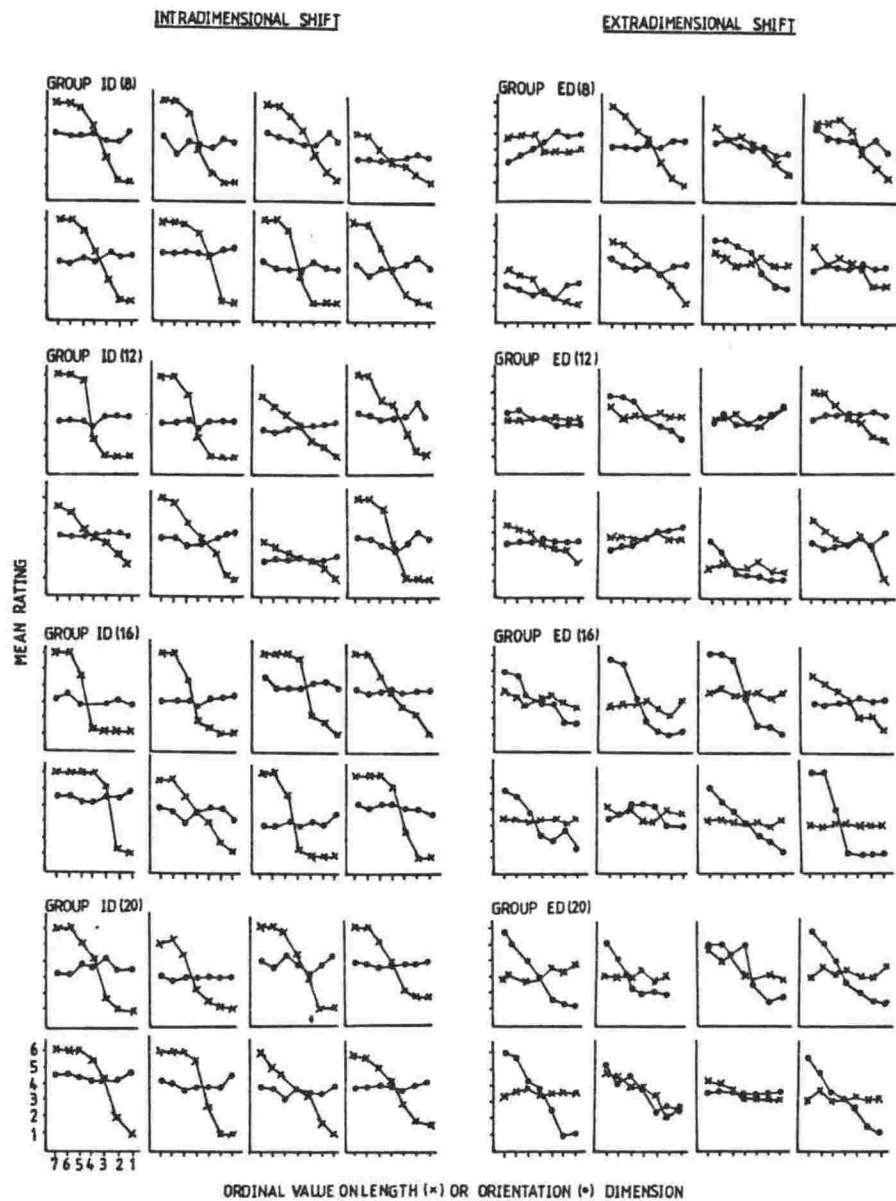 INTRADIMENSIONAL SHIFT
EXTRADIMENSIONAL SHIFT
GROUP ID (8)
GROUP ED (8)
GROUP ID (12)
GROUP ED (12)
GROUP ID (16)
GROUP ED (16)
GROUP ID (20)
GROUP ED (20)
MEAN RATING
6
5
4
3
2
1
7 6 5 4 3 2 1
ORDINAL VALUE ON LENGTH (×) OR ORIENTATION (•) DIMENSION